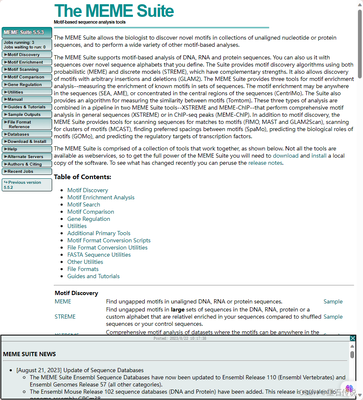 The MEME Suite
Motif-based sequence analysis tools
MEME Suite 5.5.3
Jobs running: 0
Jobs waiting to run: 0
Motif Discovery
Motif Enrichment
Motif Scanning
Motif Comparison
Gene Regulation
Utilities
Manual
Guides & Tutorials
Sample Outputs
File Format
Reference
Databases
Download & Install
Help
Alternate Servers
Authors & Citing
Recent Jobs
Previous version
5.5.2
The MEME Suite allows the biologist to discover novel motifs in collections of unaligned nucleotide or protein
sequences, and to perform a wide variety of other motif-based analyses.
The MEME Suite supports motif-based analysis of DNA, RNA and protein sequences. You can also use it with
sequences over novel sequence alphabets that you define. The Suite provides motif discovery algorithms using both
probabilistic (MEME) and discrete models (STREME), which have complementary strengths. It also allows discovery
of motifs with arbitrary insertions and deletions (GLAM2). The MEME Suite provides three tools for motif enrichment
analysis—measuring the enrichment of known motifs in sets of sequences. The motif enrichment may be anywhere
in the sequences (SEA, AME), or concentrated in the central regions of the sequences (CentriMo). The Suite also
provides an algorithm for measuring the similarity between motifs (Tomtom). These three types of analysis are
combined in a pipeline in two MEME Suite tools--XSTREME and MEME-ChIP--that perform comprehensive motif
analysis in general sequences (XSTREME) or in ChIP-seq peaks (MEME-ChIP). In addition to motif discovery, the
MEME Suite provides tools for scanning sequences for matches to motifs (FIMO, MAST and GLAM2Scan), scanning
for clusters of motifs (MCAST), finding preferred spacings between motifs (SpaMo), predicting the biological roles of
motifs (GOMo), and predicting the regulatory targets of transcription factors.
The MEME Suite is comprised of a collection of tools that work together, as shown below. Not all the tools are
available as webservices, so to get the full power of the MEME Suite you will need to download and install a local
copy of the software. To see what has changed recently you can peruse the release notes.
Table of Contents:
Motif Discovery
Motif Enrichment Analysis
Motif Search
Motif Comparison
Gene Regulation
Utilities
Additional Primary Tools
Motif Format Conversion Scripts
File Format Conversion Utilities
FASTA Sequence Utilities
Other Utilities
File Formats
Guides and Tutorials
Motif Discovery
MEME Find ungapped motifs in unaligned DNA, RNA or protein sequences. Sample
STREME Find ungapped motifs in large sets of sequences in the DNA, RNA, protein or a Sample
custom alphabet that are relatively enriched in your sequences compared to shuffled
sequences or your control sequences.
Comprehensive motif analysis of datasets where the motifs can be anywhere in the
MEME SUITE NEWS
[August 21, 2023] Update of Sequence Databases
The MEME Suite Ensembl Sequence Databases have now been updated to Ensembl Release 110 (Ensembl Vertebrates) and
Ensembl Genomes Release 57 (all other categories).
The Ensembl Mouse Release 102 sequence databases (DNA and Protein) have been added. This release is